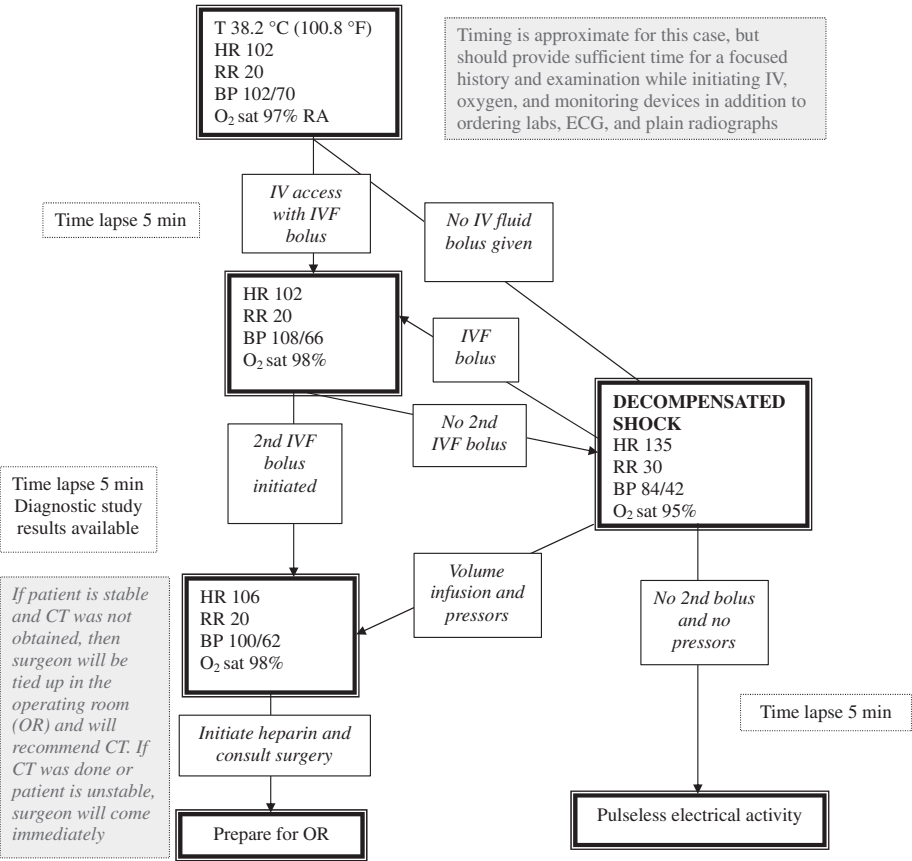 T 38.2 °C (100.8 °F)
HR 102
RR 20
BP 102/70
O₂ sat 97% RA
Timing is approximate for this case, but
should provide sufficient time for a focused
history and examination while initiating IV,
oxygen, and monitoring devices in addition to
ordering labs, ECG, and plain radiographs
Time lapse 5 min
IV access
with IVF
bolus
No IV fluid
bolus given
HR 102
RR 20
BP 108/66
O₂ sat 98%
IVF
bolus
No 2nd
IVF bolus
DECOMPENSATED
SHOCK
HR 135
RR 30
BP 84/42
O₂ sat 95%
2nd IVF
bolus
initiated
Time lapse 5 min
Diagnostic study
results available
Volume
infusion and
pressors
No 2nd bolus
and no
pressors
If patient is stable
and CT was not
obtained, then
surgeon will be
tied up in the
operating room
(OR) and will
recommend CT. If
CT was done or
patient is unstable,
surgeon will come
immediately
HR 106
RR 20
BP 100/62
O₂ sat 98%
Time lapse 5 min
Initiate heparin and
consult surgery
Prepare for OR
Pulseless electrical activity